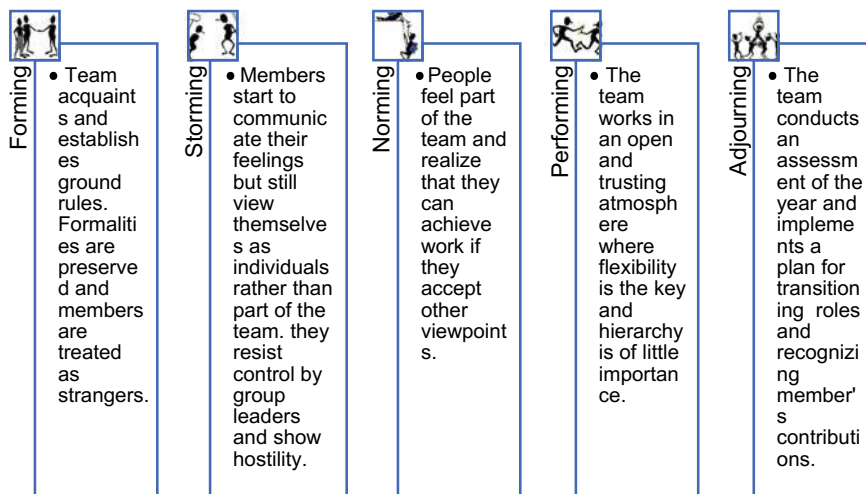 Forming
• Team
acquaint
s and
establish
es
ground
rules.
Formaliti
es are
preserve
d and
members
are
treated
as
strangers.
Storming
• Members
start to
communic
ate their
feelings
but still
view
themselve
s as
individuals
rather than
part of the
team. they
resist
control by
group
leaders
and show
hostility.
Norming
• People
feel part
of the
team and
realize
that they
can
achieve
work if
they
accept
other
viewpoint
s.
Performing
• The
team
works in
an open
and
trusting
atmosph
ere
where
flexibility
is the key
and
hierarchy
is of little
importan
ce.
Adjourning
• The
team
conducts
an
assessm
ent of the
year and
impleme
nts a
plan for
transition
ing roles
and
recognizi
ng
member'
s
contributi
ons.